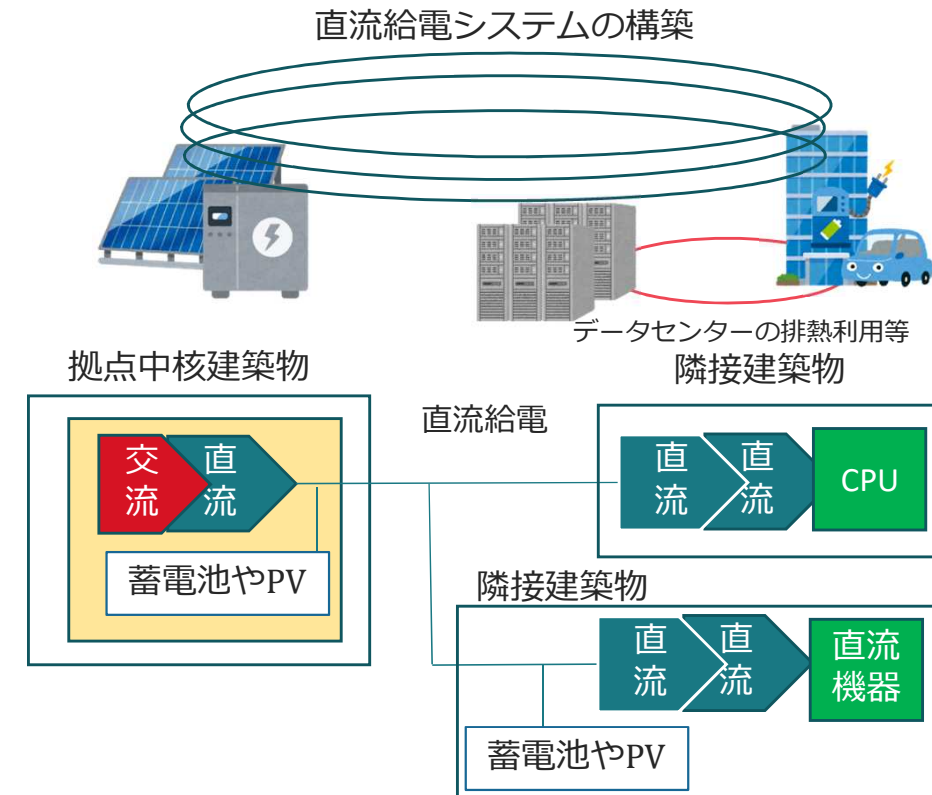 直流給電システムの構築
データセンターの排熱利用等
拠点中核建築物
隣接建築物
直流給電
交
流
直
流
直
流
直
流
CPU
蓄電池やPV
隣接建築物
直
流
直
流
直流
機器
蓄電池やPV